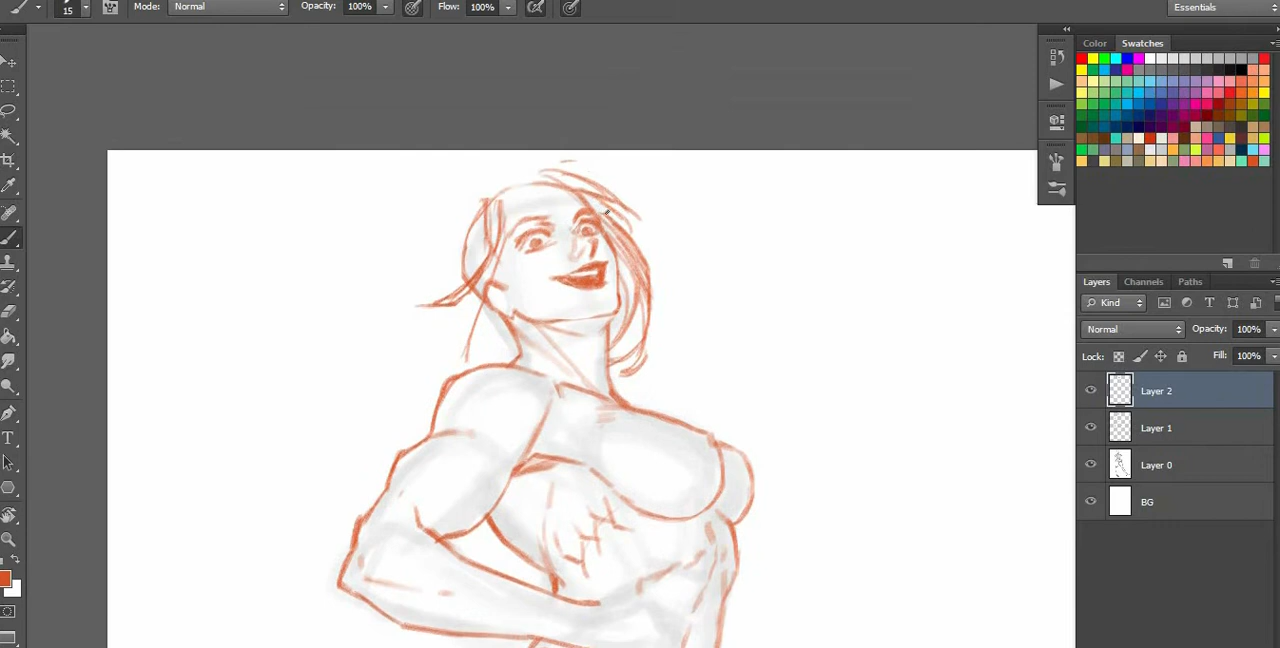 15 Mode: Normal Opacity: 100% Flow: 100% Essentials
Color Swatches
Layers Channels Paths
Kind T
Normal Opacity: 100%
Lock: Fill: 100%
Layer 2
Layer 1
T
Layer 0
BG